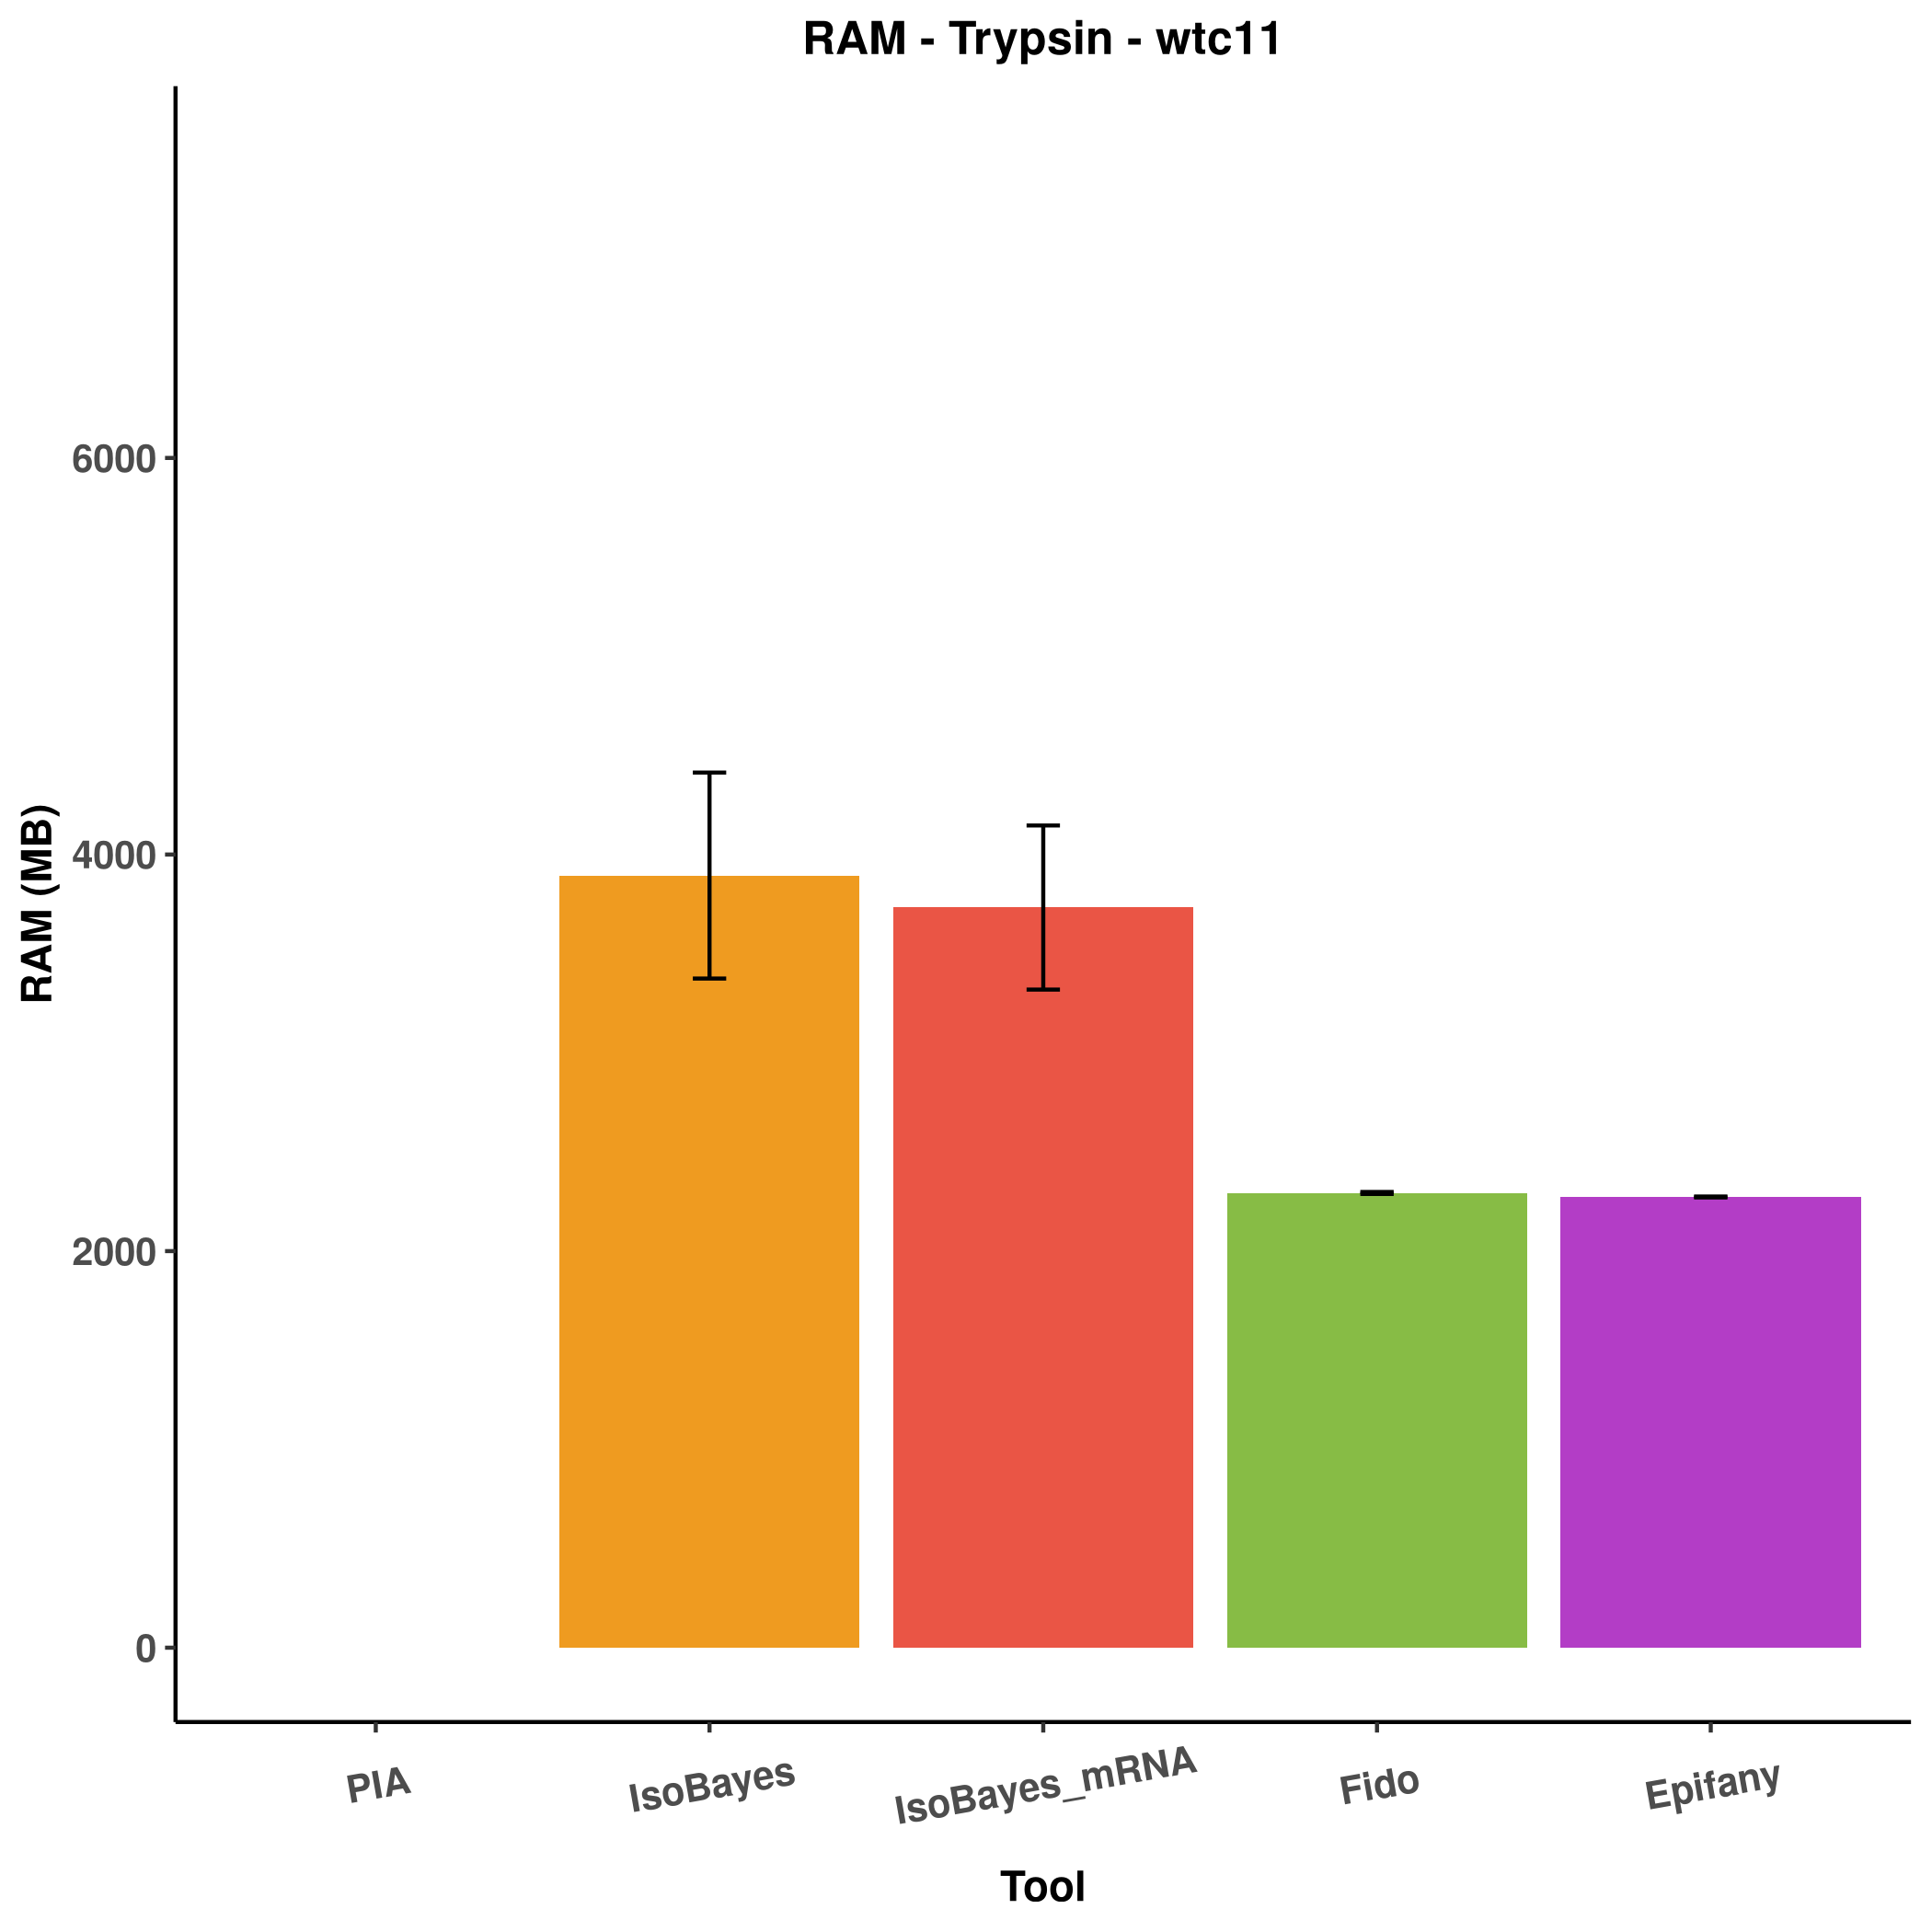 RAM - Trypsin - wtc11
RAM (MB)
6000
4000
2000
0
PIA
IsoBayes
IsoBayes_mRNA
Fido
Epifany
Tool